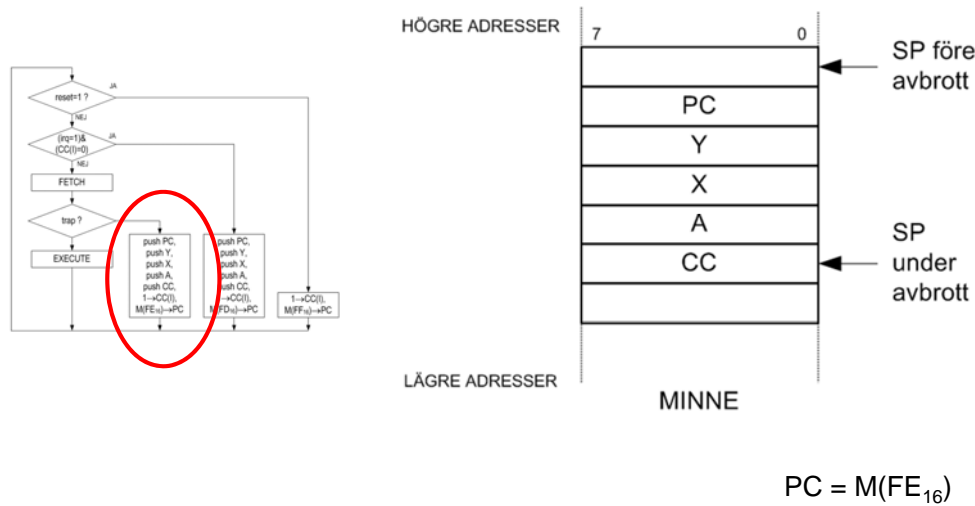 reset=1 ?
JA
NEJ
(irq=1)&
(CC(I)=0)
JA
NEJ
FETCH
trap ?
EXECUTE
push PC,
push Y,
push X,
push A,
push CC,
1→CC(I),
M(FE₁₆)→PC
push PC,
push Y,
push X,
push A,
push CC,
1→CC(I),
M(FD₁₆)→PC
1→CC(I),
M(FF₁₆)→PC
HÖGRE ADRESSER
7 0
SP före
avbrott
PC
Y
X
A
CC
SP
under
avbrott
LÄGRE ADRESSER
MINNE
PC = M(FE₁₆)